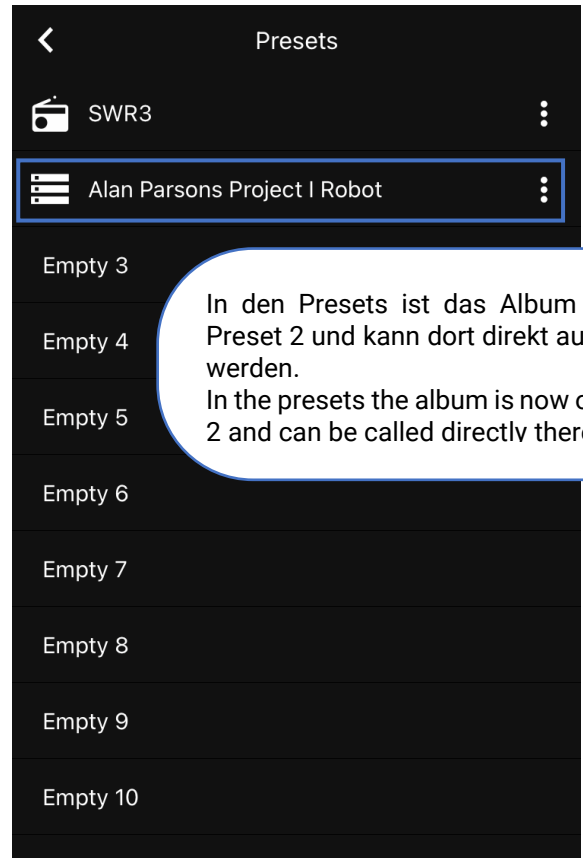 Presets
SWR3
Alan Parsons Project I Robot
Empty 3
Empty 4
Empty 5
In den Presets ist das Album
Preset 2 und kann dort direkt
werden.
In the presets the album is now
2 and can be called directly
Empty 6
Empty 7
Empty 8
Empty 9
Empty 10